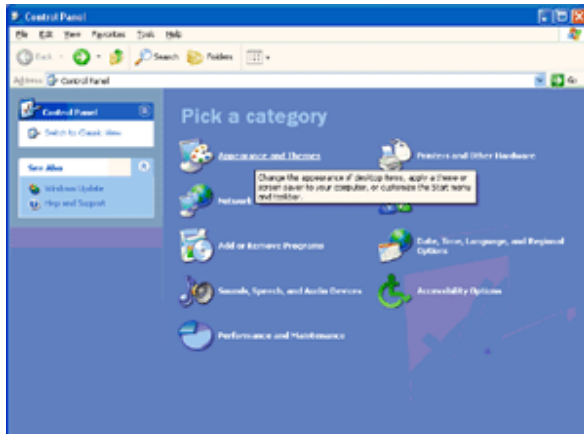 Control Panel
File Edit View Favorites Tools Help
Back Search Folders
Address Control Panel Go
Control Panel
Switch to Classic View
See Also
Windows Update
Help and Support
Pick a category
Appearance and Themes
Printers and Other Hardware
Change the appearance of desktop items, apply a theme or
screen saver to your computer, or customize the Start menu
and taskbar.
Network
Add or Remove Programs
Date, Time, Language, and Regional
Options
Sounds, Speech, and Audio Devices
Accessibility Options
Performance and Maintenance